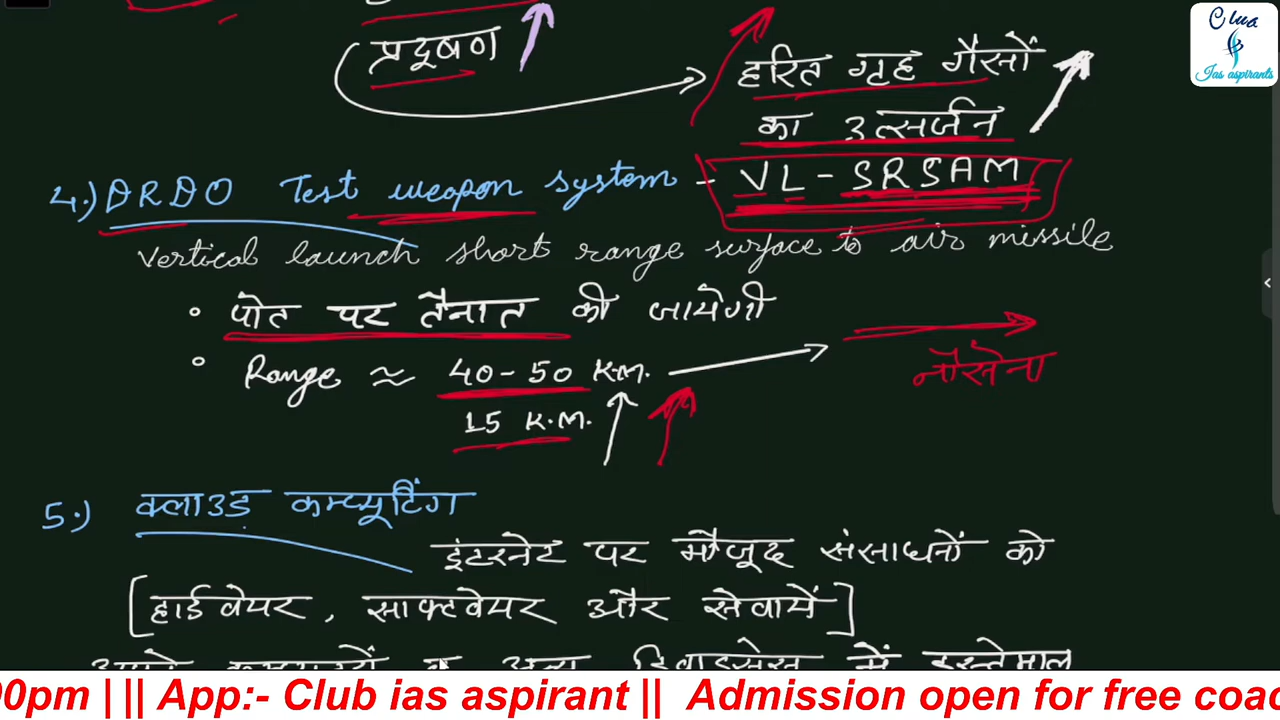 Clua
Ias aspirants
प्रदूषण
हरित गृह गैसों
का उत्सर्जन
4.) DRDO Test weapon system - VL - SRSAM
vertical launch short range surface to air missile
• पोत पर तैनात की जायेगी
• Range ≈ 40-50 K.M.
नौसेना
15 K.M.
5.) क्लाउड कम्प्यूटिंग
इंटरनेट पर मौजूद संसाधनों को
[हार्डवेयर, साफ्टवेयर और सेवायें]
में इस्तेमाल
00pm | || App:- Club ias aspirant || Admission open for free coac